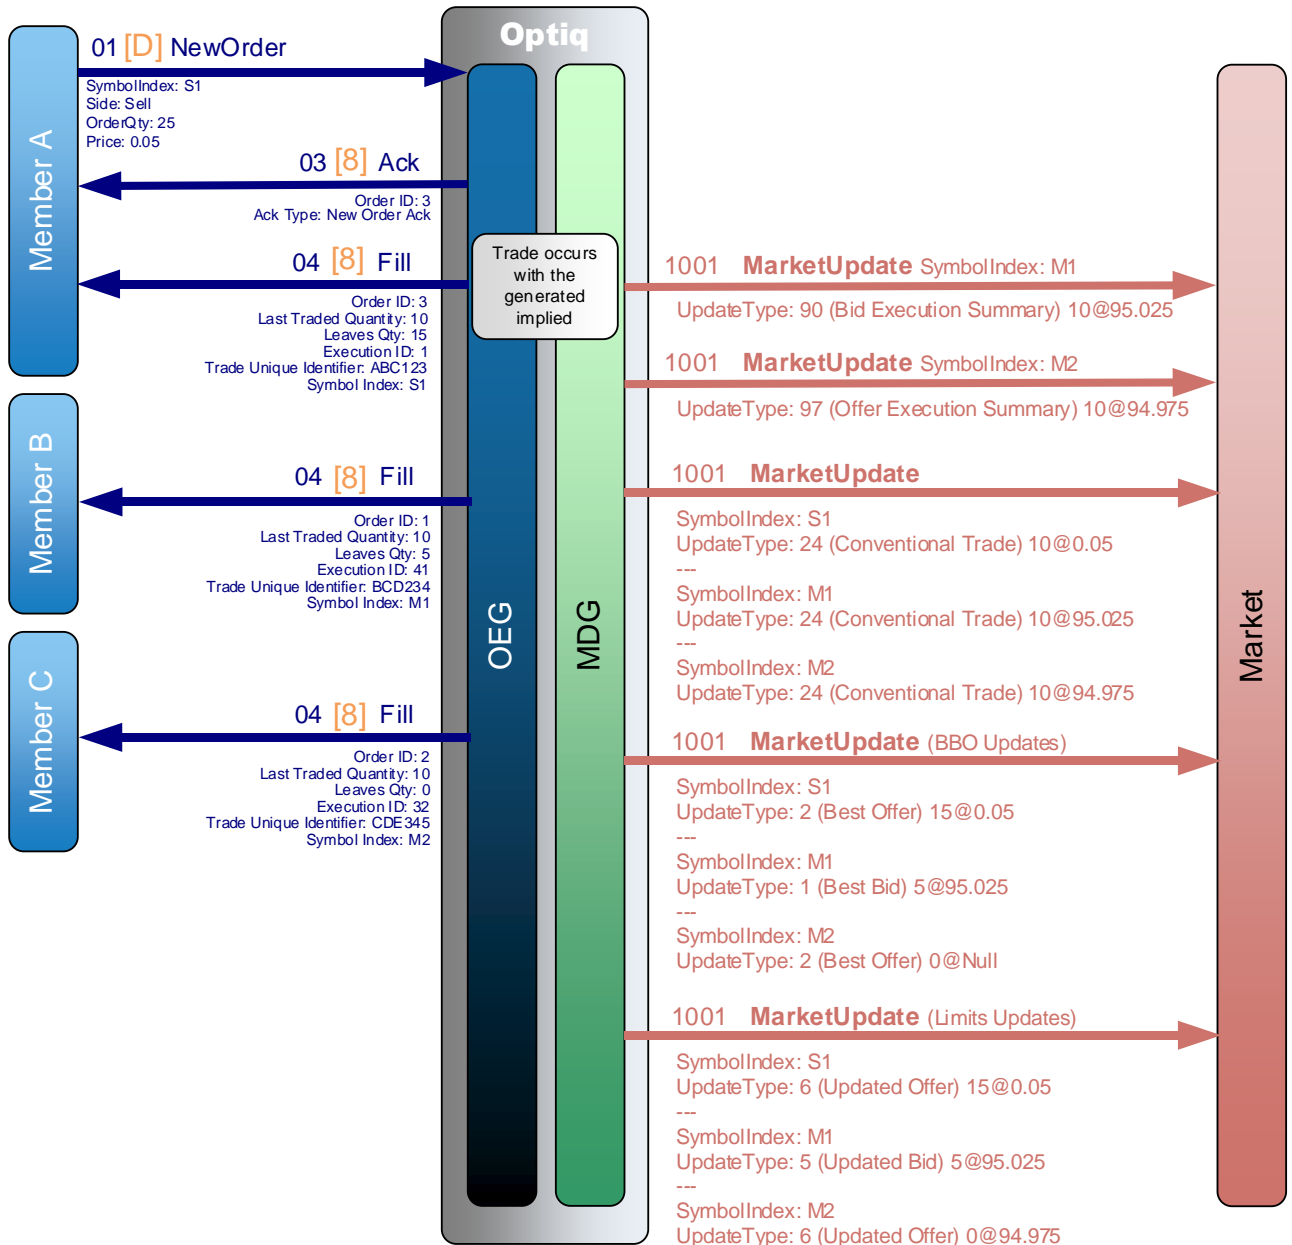 Optiq
01 [D] NewOrder
SymbolIndex: S1
Side: Sell
OrderQty: 25
Price: 0.05
03 [8] Ack
Order ID: 3
Ack Type: New Order Ack
04 [8] Fill
Order ID: 3
Last Traded Quantity: 10
Leaves Qty: 15
Execution ID: 1
Trade Unique Identifier: ABC123
Symbol Index: S1
Member A
04 [8] Fill
Order ID: 1
Last Traded Quantity: 10
Leaves Qty: 5
Execution ID: 41
Trade Unique Identifier: BCD234
Symbol Index: M1
Member B
04 [8] Fill
Order ID: 2
Last Traded Quantity: 10
Leaves Qty: 0
Execution ID: 32
Trade Unique Identifier: CDE345
Symbol Index: M2
Member C
Trade occurs
with the
generated
implied
OEG
MDG
1001 MarketUpdate SymbolIndex: M1
UpdateType: 90 (Bid Execution Summary) 10@95.025
1001 MarketUpdate SymbolIndex: M2
UpdateType: 97 (Offer Execution Summary) 10@94.975
1001 MarketUpdate
SymbolIndex: S1
UpdateType: 24 (Conventional Trade) 10@0.05
---
SymbolIndex: M1
UpdateType: 24 (Conventional Trade) 10@95.025
---
SymbolIndex: M2
UpdateType: 24 (Conventional Trade) 10@94.975
1001 MarketUpdate (BBO Updates)
SymbolIndex: S1
UpdateType: 2 (Best Offer) 15@0.05
---
SymbolIndex: M1
UpdateType: 1 (Best Bid) 5@95.025
---
SymbolIndex: M2
UpdateType: 2 (Best Offer) 0@Null
1001 MarketUpdate (Limits Updates)
SymbolIndex: S1
UpdateType: 6 (Updated Offer) 15@0.05
---
SymbolIndex: M1
UpdateType: 5 (Updated Bid) 5@95.025
---
SymbolIndex: M2
UpdateType: 6 (Updated Offer) 0@94.975
Market